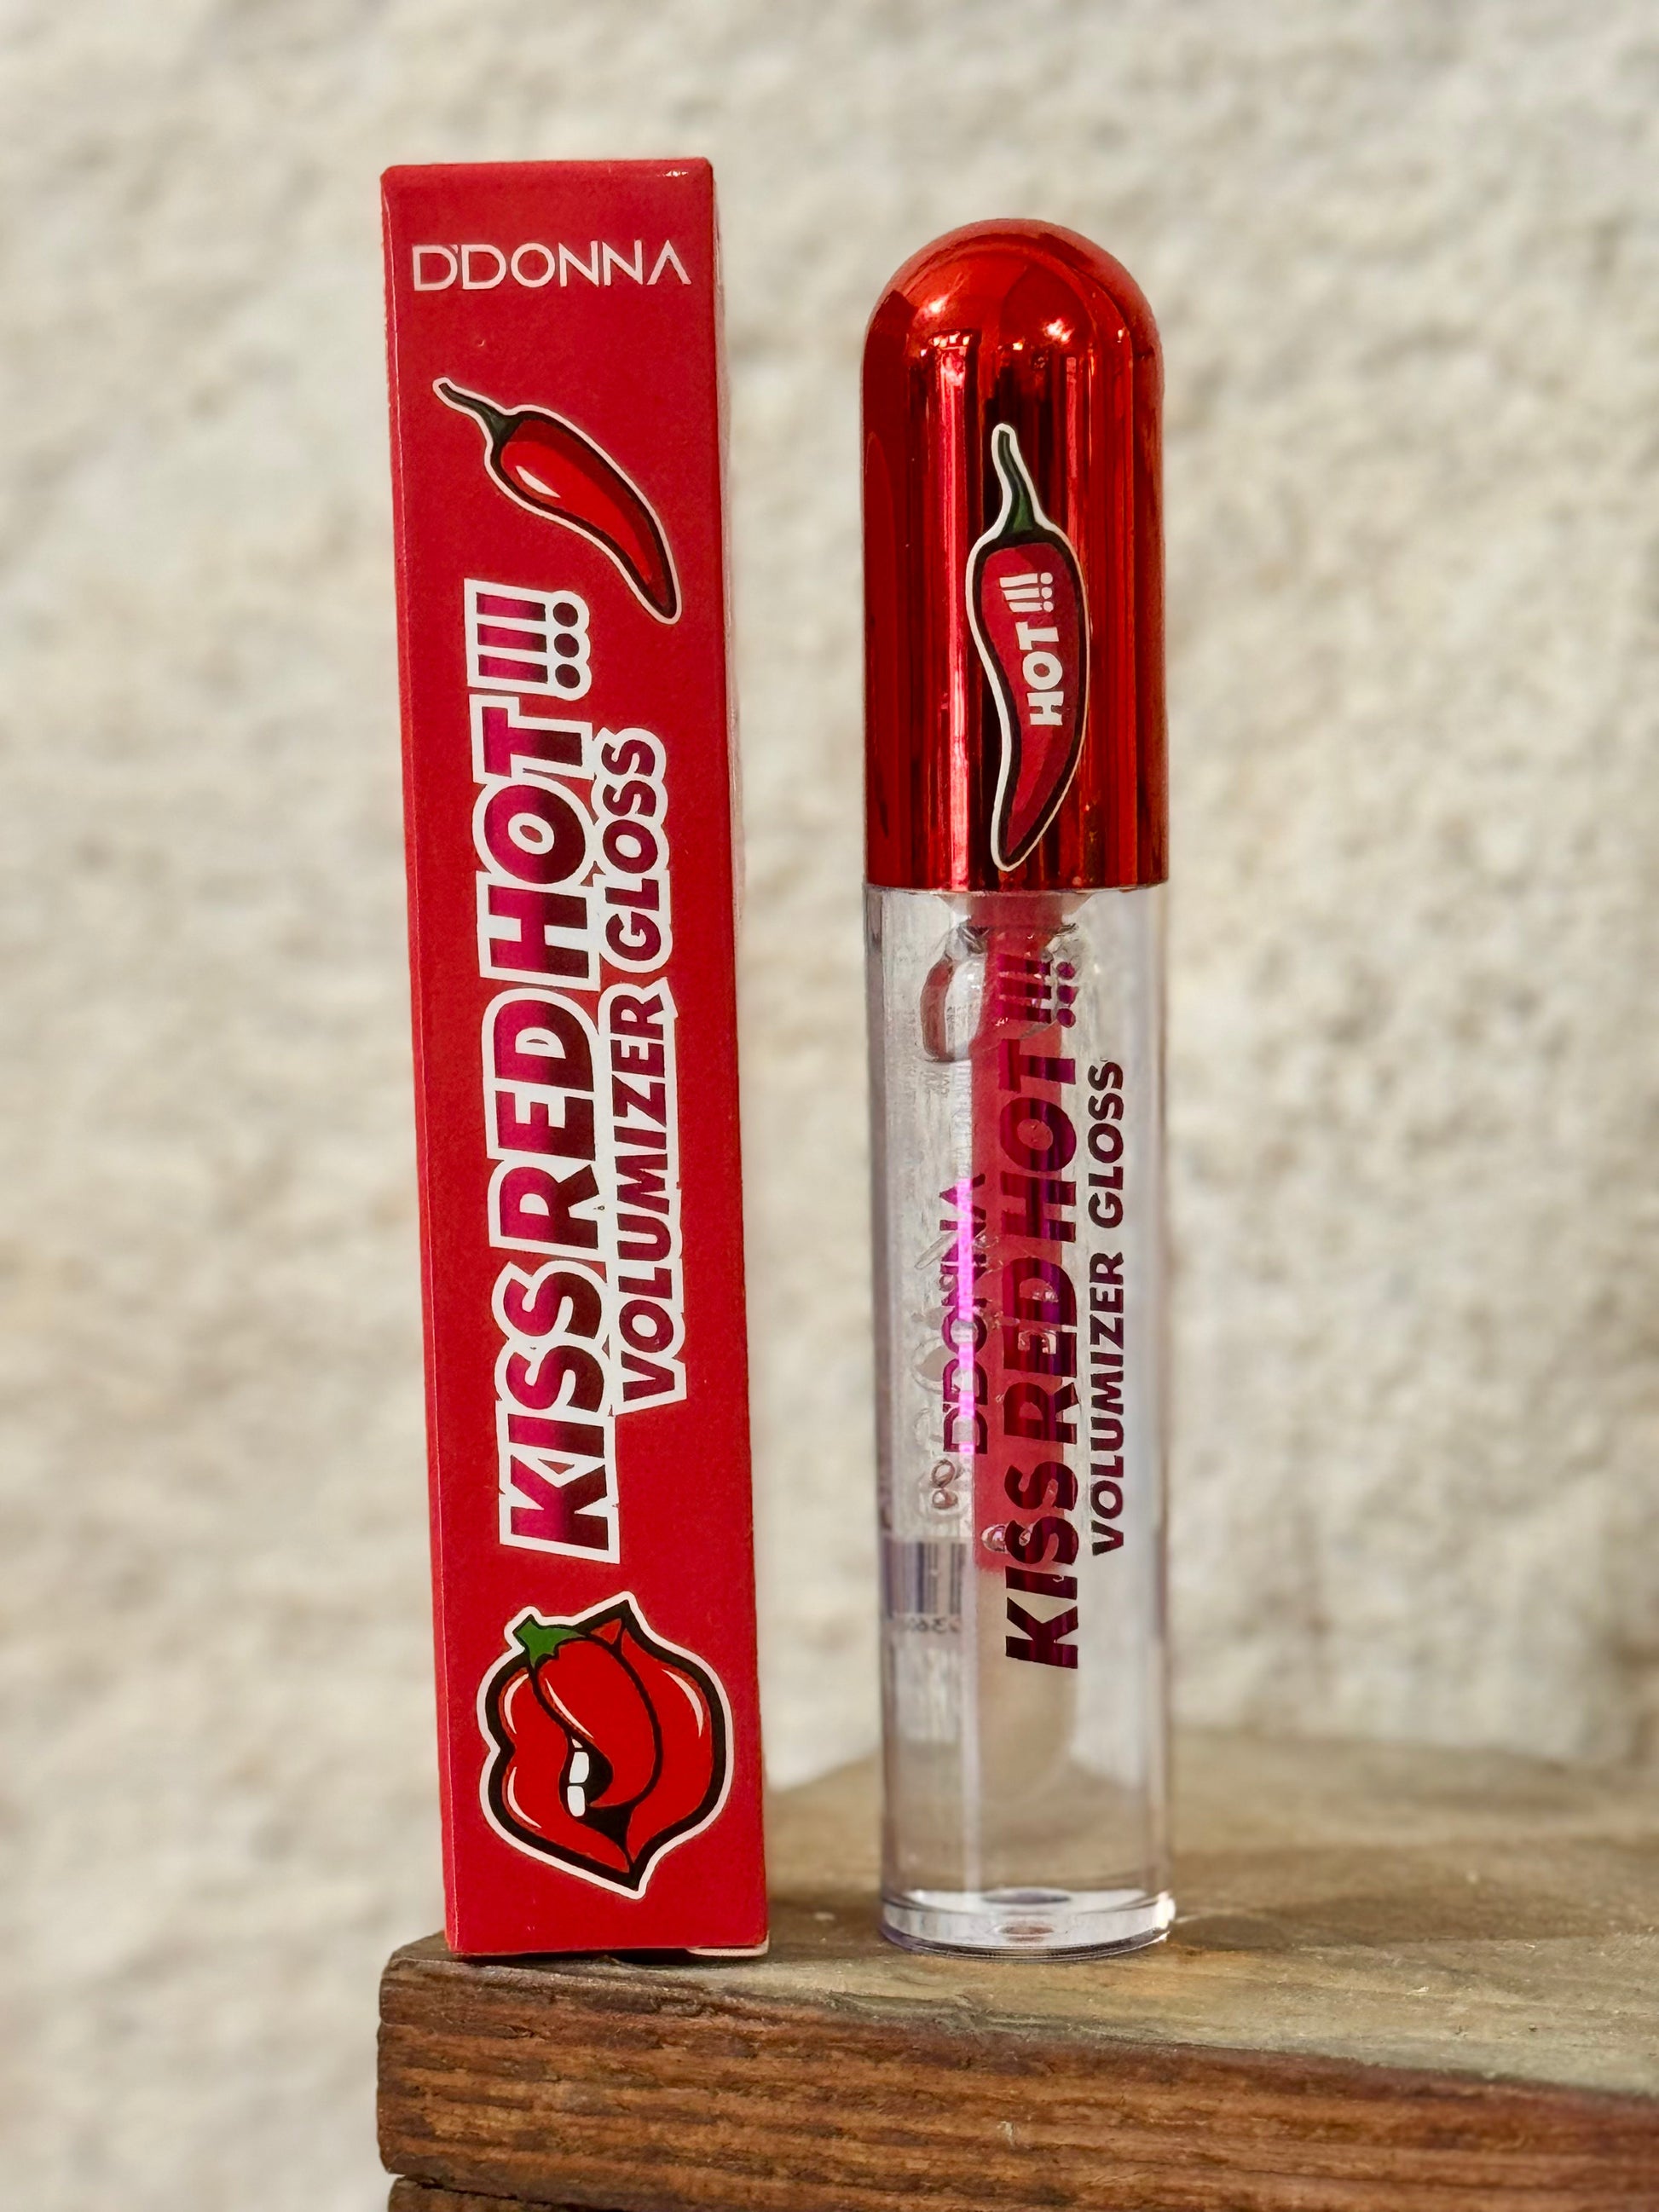 D'DONNA
KISS RED HOT!!!
VOLUMIZER GLOSS
HOT!!!
D'DONNA
KISS RED HOT!!!
VOLUMIZER GLOSS